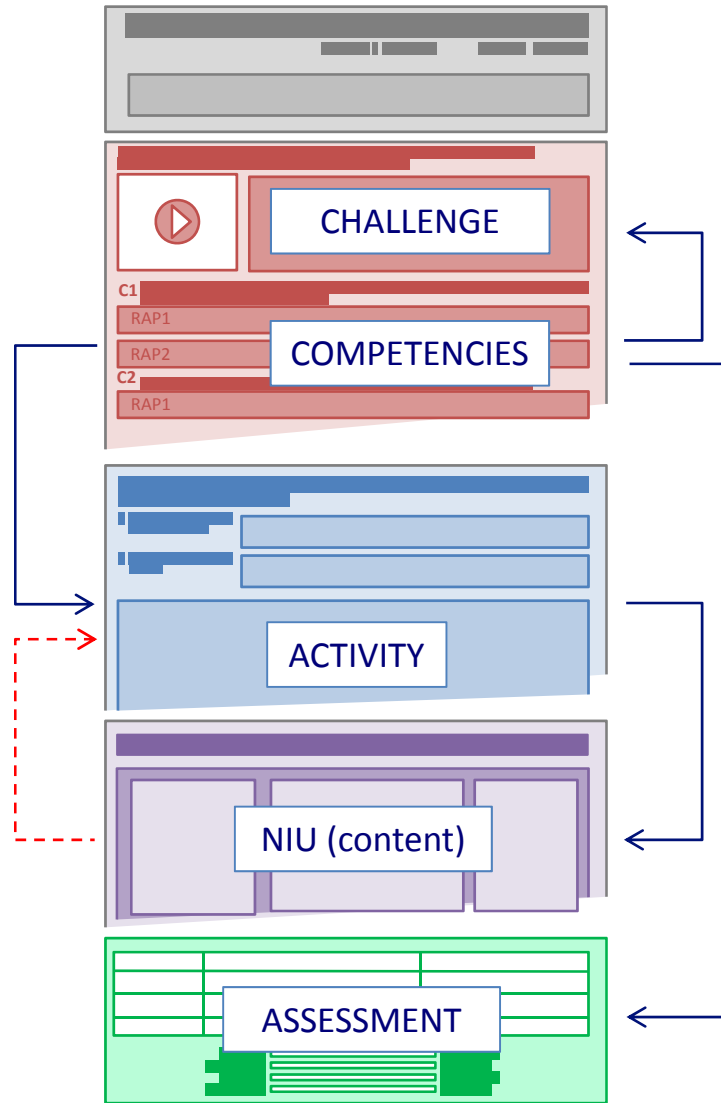 CHALLENGE
C1
RAP1
RAP2
COMPETENCIES
C2
RAP1
ACTIVITY
NIU (content)
ASSESSMENT